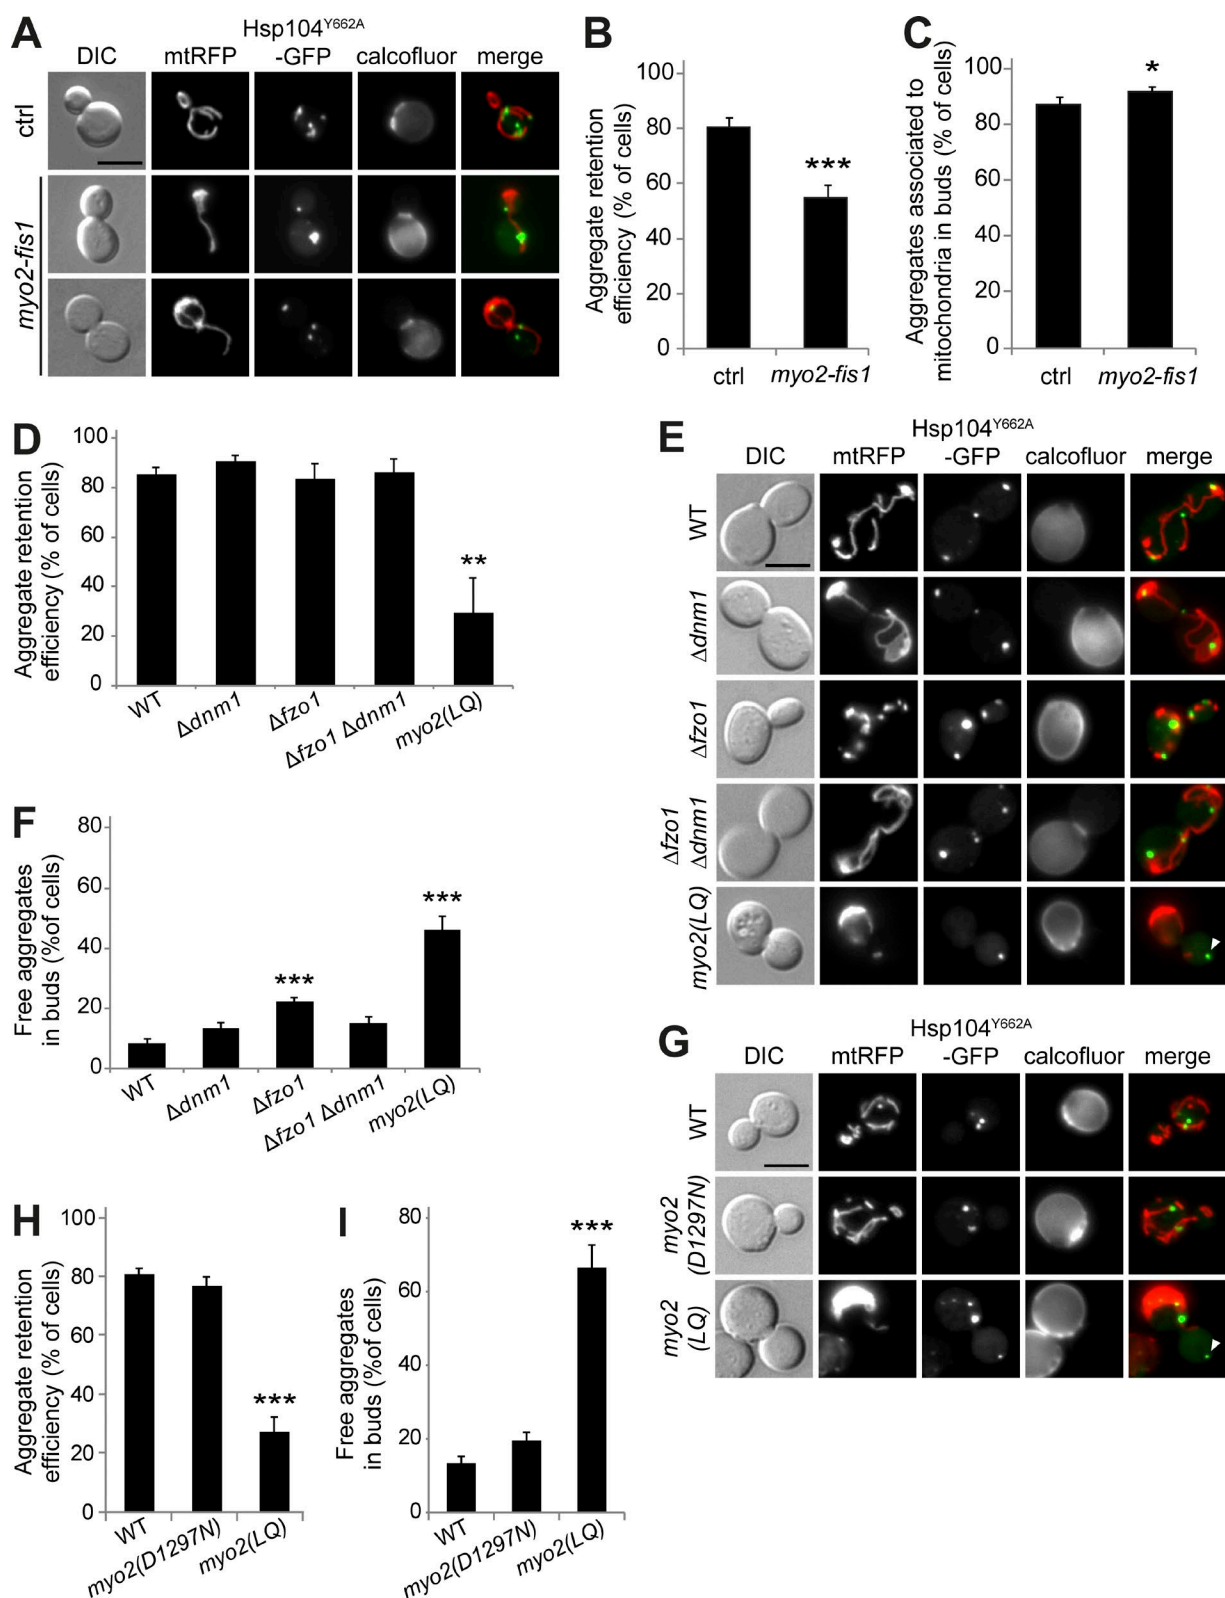 A
Hsp104Y662A
DIC mtRFP -GFP calcofluor merge
ctrl
myo2-fis1
B
Aggregate retention
efficiency (% of cells)
100
80
60
40
20
0
***
ctrl myo2-fis1
C
Aggregates associated to
mitochondria in buds (% of cells)
100
80
60
40
20
0
*
ctrl myo2-fis1
D
Aggregate retention
efficiency (% of cells)
100
80
60
40
20
0
**
WT Δdnm1 Δfzo1 Δfzo1 Δdnm1 myo2(LQ)
E
Hsp104Y662A
DIC mtRFP -GFP calcofluor merge
WT
Δdnm1
Δfzo1
Δfzo1
Δdnm1
myo2(LQ)
F
Free aggregates
in buds (%of cells)
80
60
40
20
0
***
***
WT Δdnm1 Δfzo1 Δfzo1 Δdnm1 myo2(LQ)
G
Hsp104Y662A
DIC mtRFP -GFP calcofluor merge
WT
myo2
(D1297N)
myo2
(LQ)
H
Aggregate retention
efficiency (% of cells)
100
80
60
40
20
0
***
WT myo2(D1297N) myo2(LQ)
I
Free aggregates
in buds (%of cells)
80
60
40
20
0
***
WT myo2(D1297N) myo2(LQ)